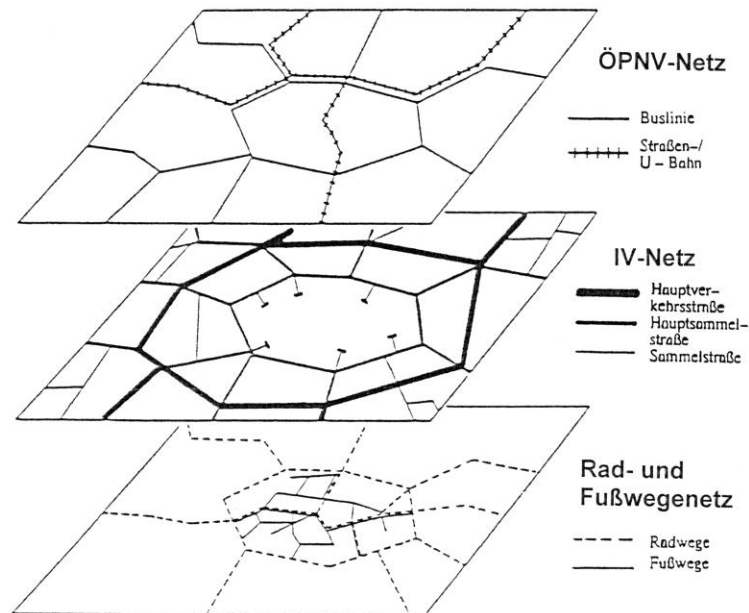 ÖPNV-Netz
Buslinie
Straßen-/
U - Bahn
IV-Netz
Hauptver-
kehrsstraße
Hauptsammel-
straße
Sammelstraße
Rad- und
Fußwegenetz
Radwege
Fußwege